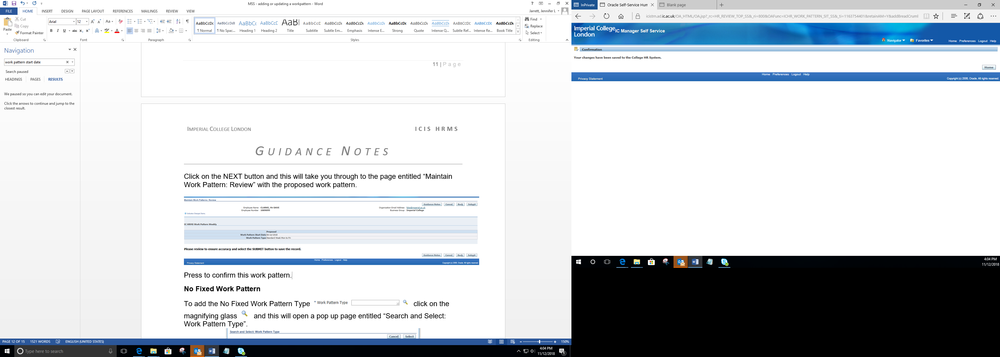 MSS - adding or updating a workpattern - Word
FILE HOME INSERT DESIGN PAGE LAYOUT REFERENCES MAILINGS REVIEW VIEW
Jarrett, Jennifer L
Paste
Cut
Copy
Format Painter
Clipboard
Arial 12
Font
Paragraph
AaBbCcDc AaBbCcDdE AaBbC AaBbCcE AaB AaBbCcD AaBbCcDc AaBbCcDc AaBbCcDc AaBbCcDc AaBbCcDc AaBbCcDc AABBCCDE AABBCCDE AaBbCcDc
¶ Normal ¶ No Spac... Heading 1 Heading 2 Title Subtitle Subtle Em... Emphasis Intense E... Strong Quote Intense Q... Subtle Ref... Intense Re... Book Title
Styles
Find
Replace
Select
Editing
Navigation
work pattern start date
Search paused
HEADINGS PAGES RESULTS
We paused so you can edit your document.
Click the arrows to continue and jump to the
closest result.
11 | Page
IMPERIAL COLLEGE LONDON ICIS HRMS
GUIDANCE NOTES
Click on the NEXT button and this will take you through to the page entitled “Maintain
Work Pattern: Review” with the proposed work pattern.
Maintain Work Patterns: Review
Guidance Notes Cancel Back Submit
Employee Name CLARKE, Mr DAVE Organization Email Address fake@imperial.ac.uk
Employee Number 1009099 Business Group Imperial College
Indicates Changed Items.
IC HRMS Work Pattern Weekly
Proposed
Work Pattern Start Date 06-Jul-2018
Work Pattern Type Standard Week Mon to Fri
Please review to ensure accuracy and select the SUBMIT button to save the record.
Guidance Notes Cancel Back Submit
Home Preferences Logout Help
Privacy Statement Copyright (c) 2006, Oracle. All rights reserved.
Press to confirm this work pattern.
No Fixed Work Pattern
To add the No Fixed Work Pattern Type * Work Pattern Type click on the
magnifying glass and this will open a pop up page entitled “Search and Select:
Work Pattern Type”.
Search and Select: Work Pattern Type
Cancel Select
PAGE 12 OF 15 1521 WORDS ENGLISH (UNITED STATES) 150%
Type here to search
4:04 PM
11/12/2018
InPrivate Oracle Self-Service Hum Blank page
icistrn.ad.ic.ac.uk/OA_HTML/OA.jsp?_rc=HR_REVIEW_TOP_SS&_ri=800&OAFunc=ICHR_WORK_PATTERN_SIT_SS&_ti=1163754401&retainAM=Y&addBreadCruml
Imperial College
London
IC Manager Self Service
Navigator Favorites Home Preferences Logout Help
Confirmation
Your changes have been saved to the College HR System.
Home
Home Preferences Logout Help
Privacy Statement Copyright (c) 2006, Oracle. All rights reserved.
4:04 PM
11/12/2018